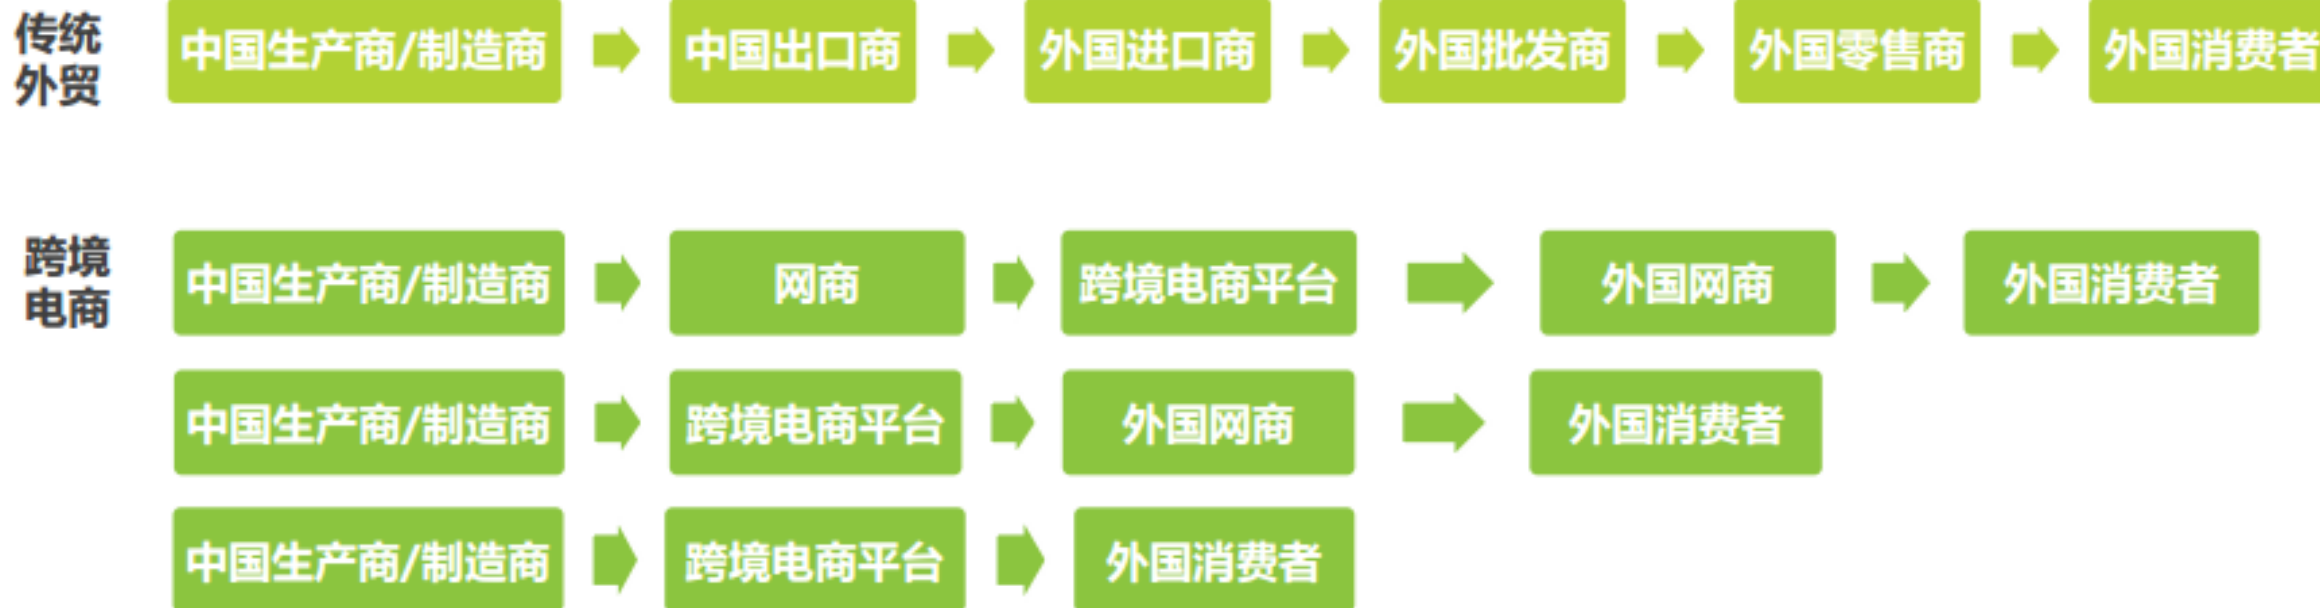 传统
外贸
中国生产商/制造商
中国出口商
外国进口商
外国批发商
外国零售商
外国消费者
跨境
电商
中国生产商/制造商
网商
跨境电商平台
外国网商
外国消费者
中国生产商/制造商
跨境电商平台
外国网商
外国消费者
中国生产商/制造商
跨境电商平台
外国消费者